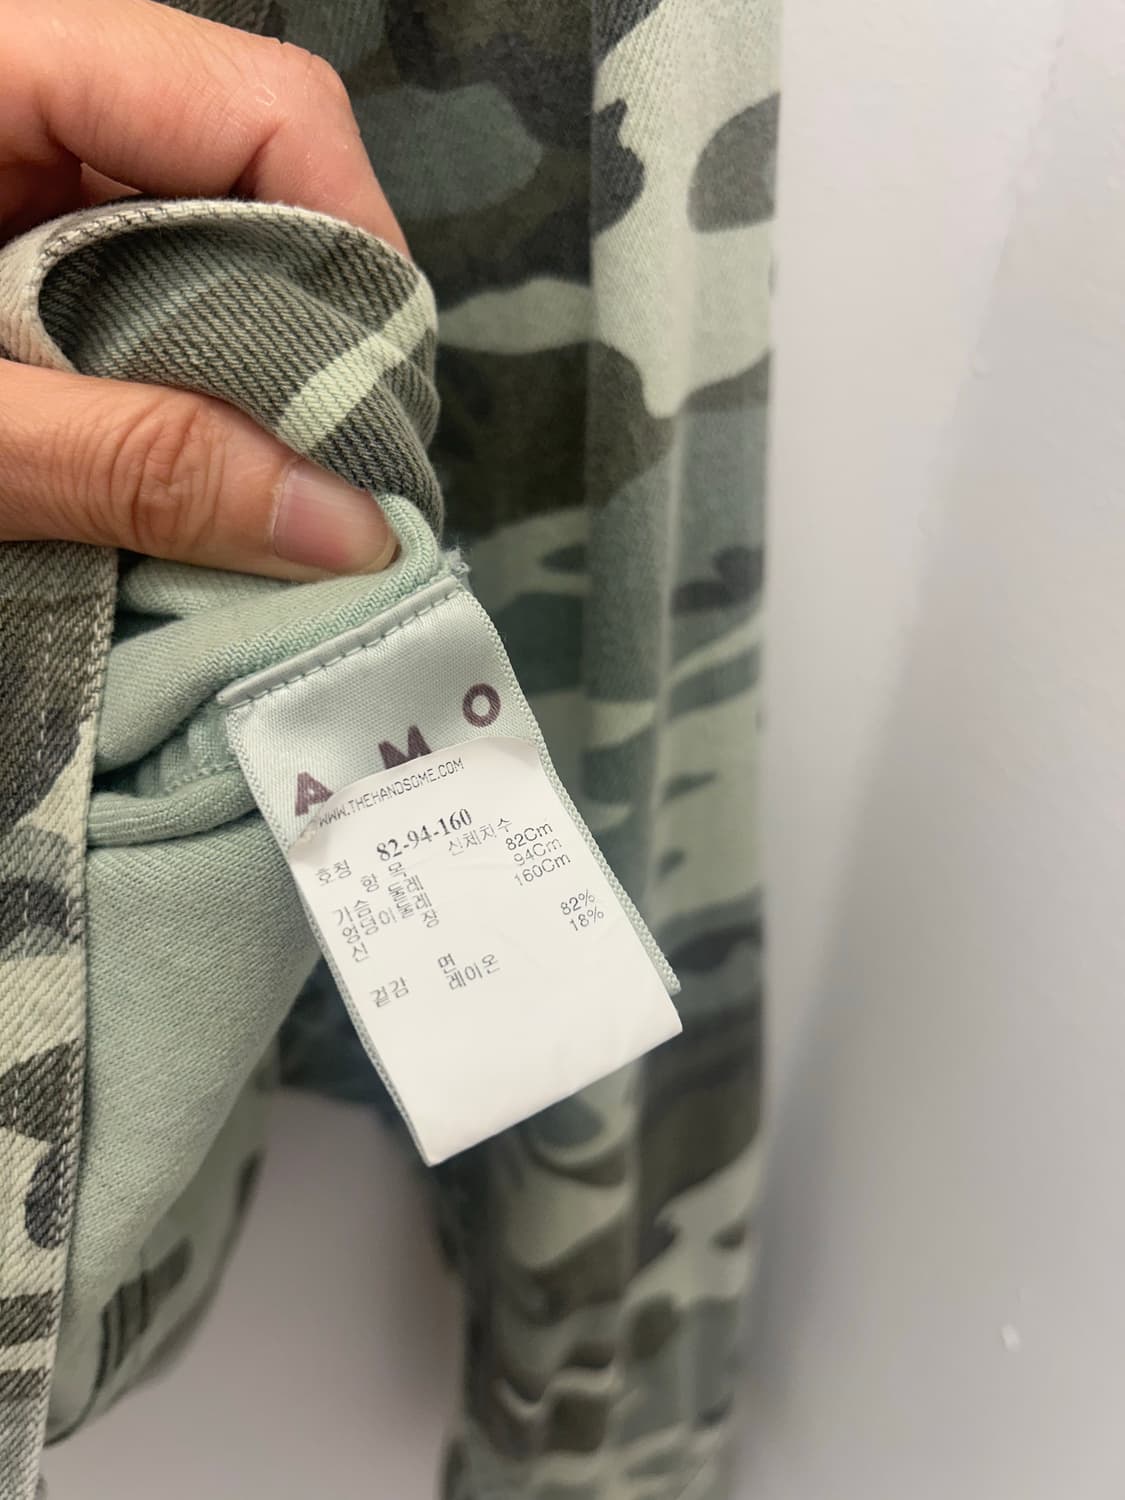 A M O
WWW.THEHANDSOME.COM
호칭 82-94-160
항 목 신체치수
가슴둘레 82Cm
엉덩이둘레 94Cm
신 장 160Cm
겉감 면 82%
레이온 18%